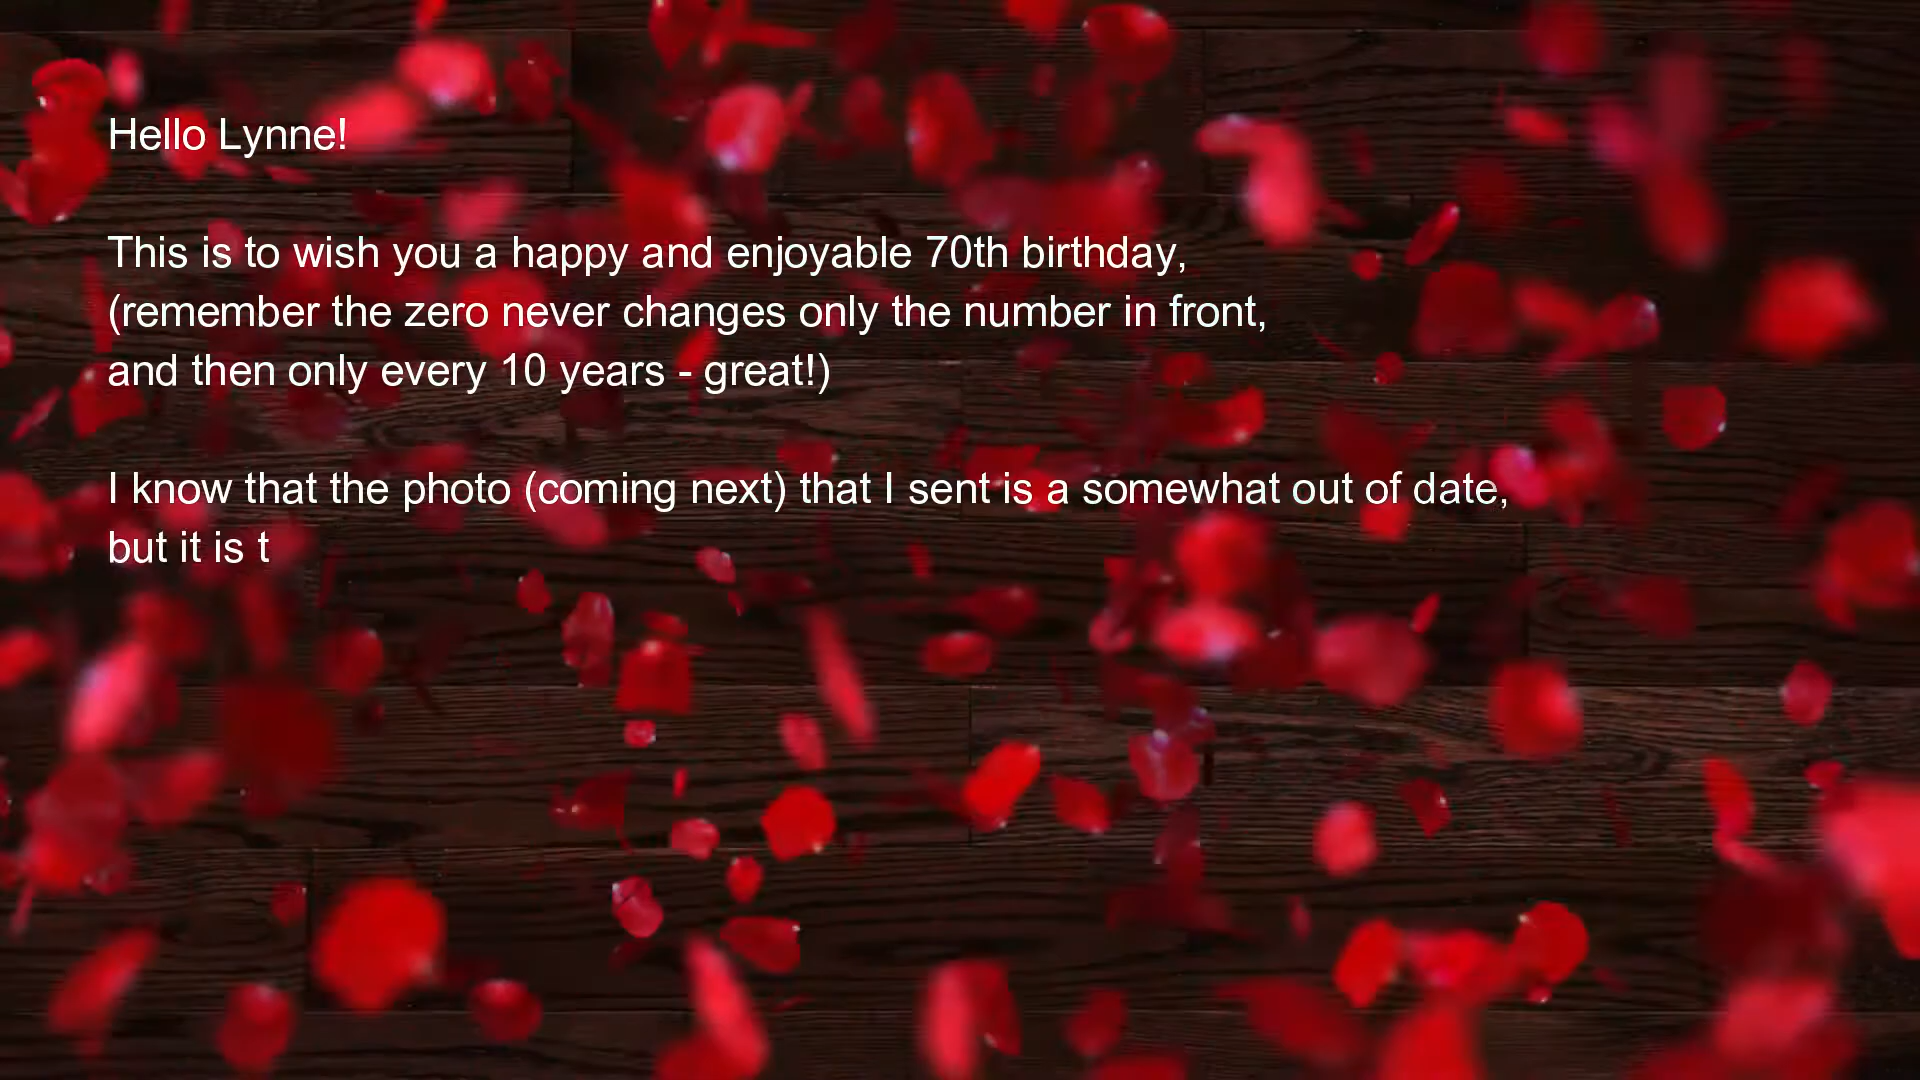 Hello Lynne!
This is to wish you a happy and enjoyable 70th birthday,
(remember the zero never changes only the number in front,
and then only every 10 years - great!)
I know that the photo (coming next) that I sent is a somewhat out of date,
but it is t